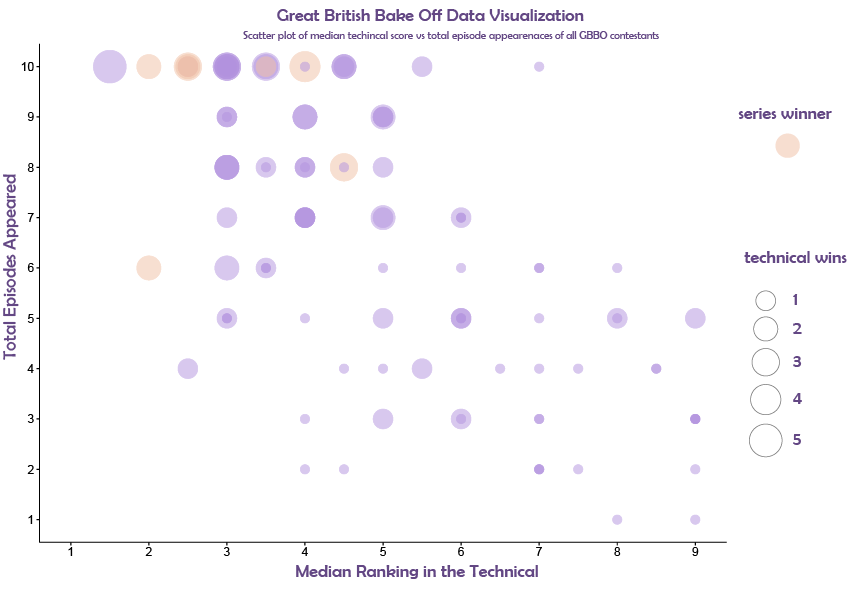 Great British Bake Off Data Visualization
Scatter plot of median techincal score vs total episode appearenaces of all GBBO contestants
Total Episodes Appeared
10
9
8
7
6
5
4
3
2
1
1 2 3 4 5 6 7 8 9
Median Ranking in the Technical
series winner
technical wins
1
2
3
4
5